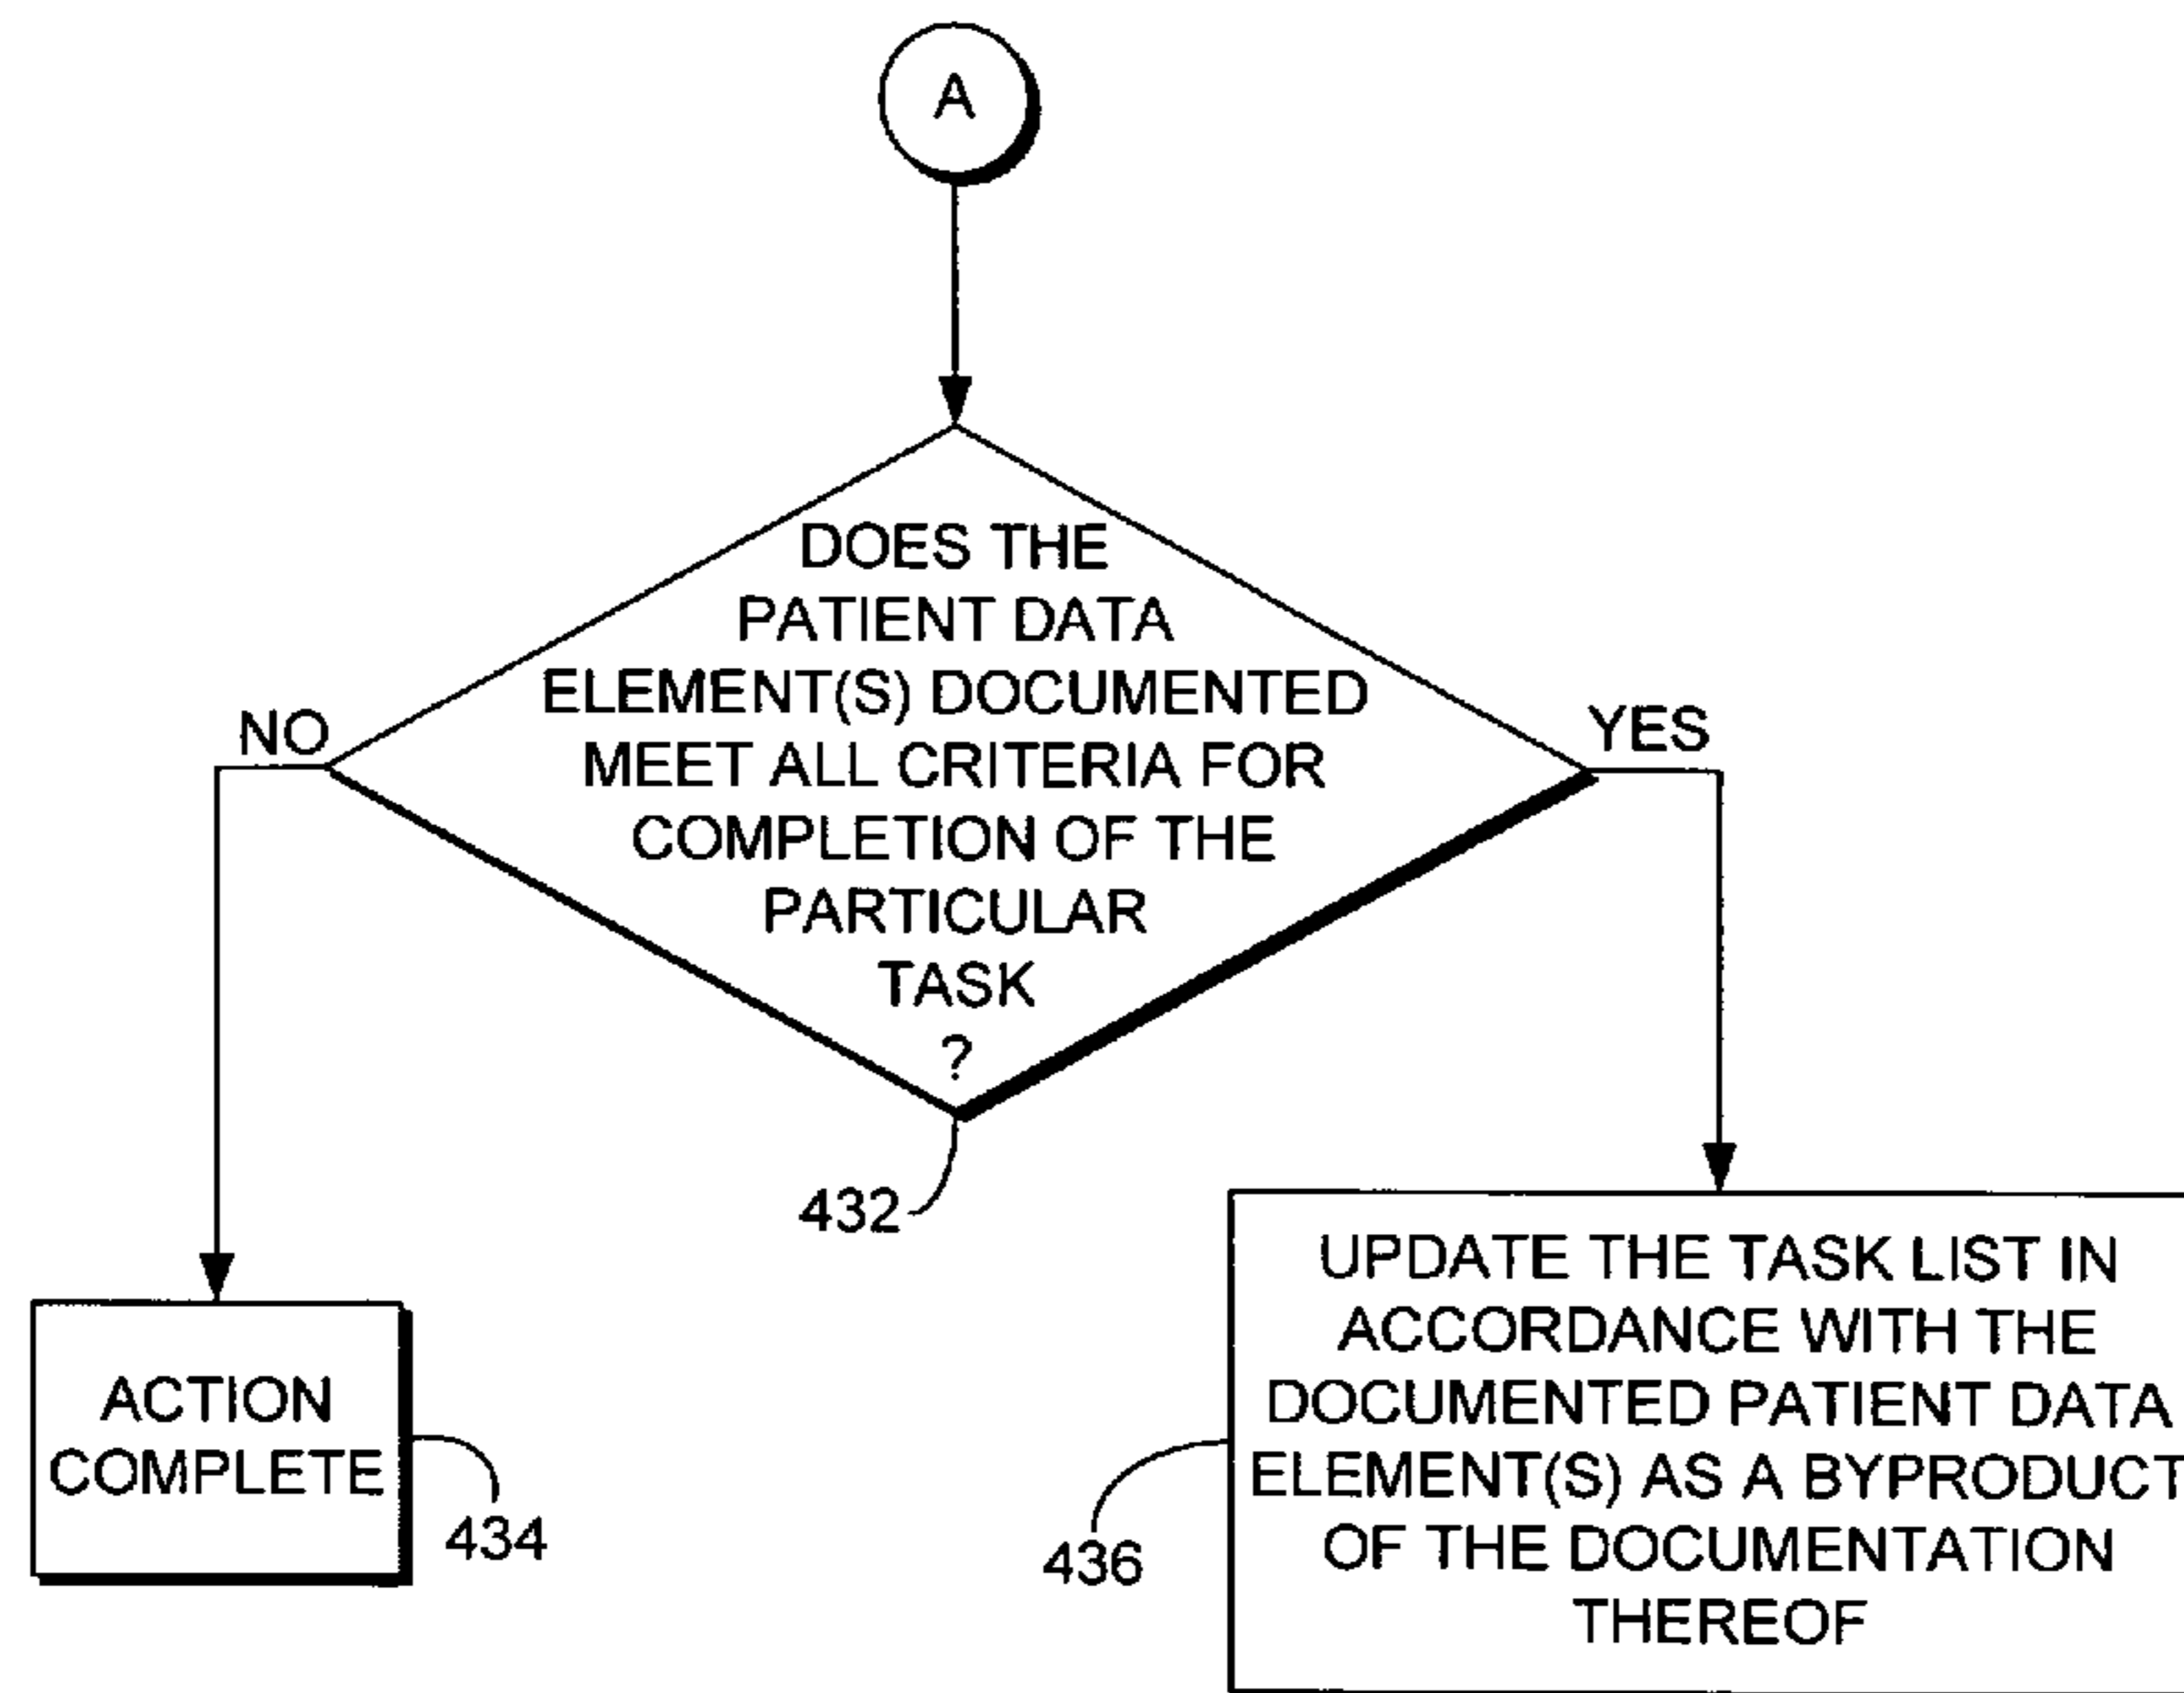 A
DOES THE
PATIENT DATA
ELEMENT(S) DOCUMENTED
MEET ALL CRITERIA FOR
COMPLETION OF THE
PARTICULAR
TASK
?
NO
YES
432
ACTION
COMPLETE
434
UPDATE THE TASK LIST IN
ACCORDANCE WITH THE
DOCUMENTED PATIENT DATA
ELEMENT(S) AS A BYPRODUCT
OF THE DOCUMENTATION
THEREOF
436